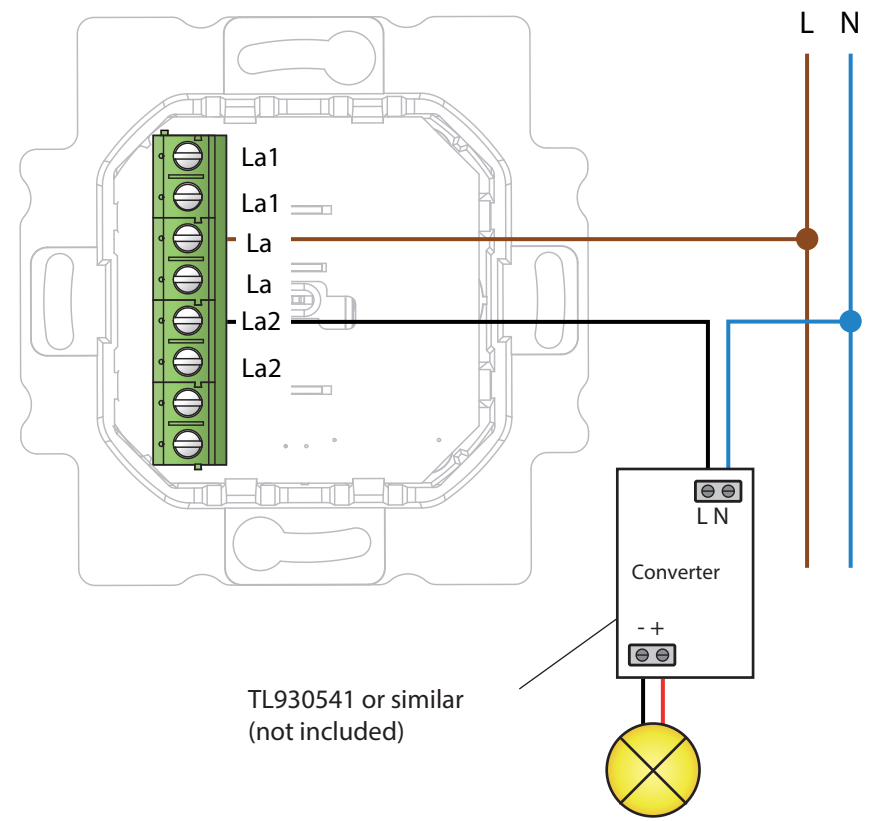 L N
La1
La1
La
La
La2
La2
L N
Converter
- +
TL930541 or similar
(not included)